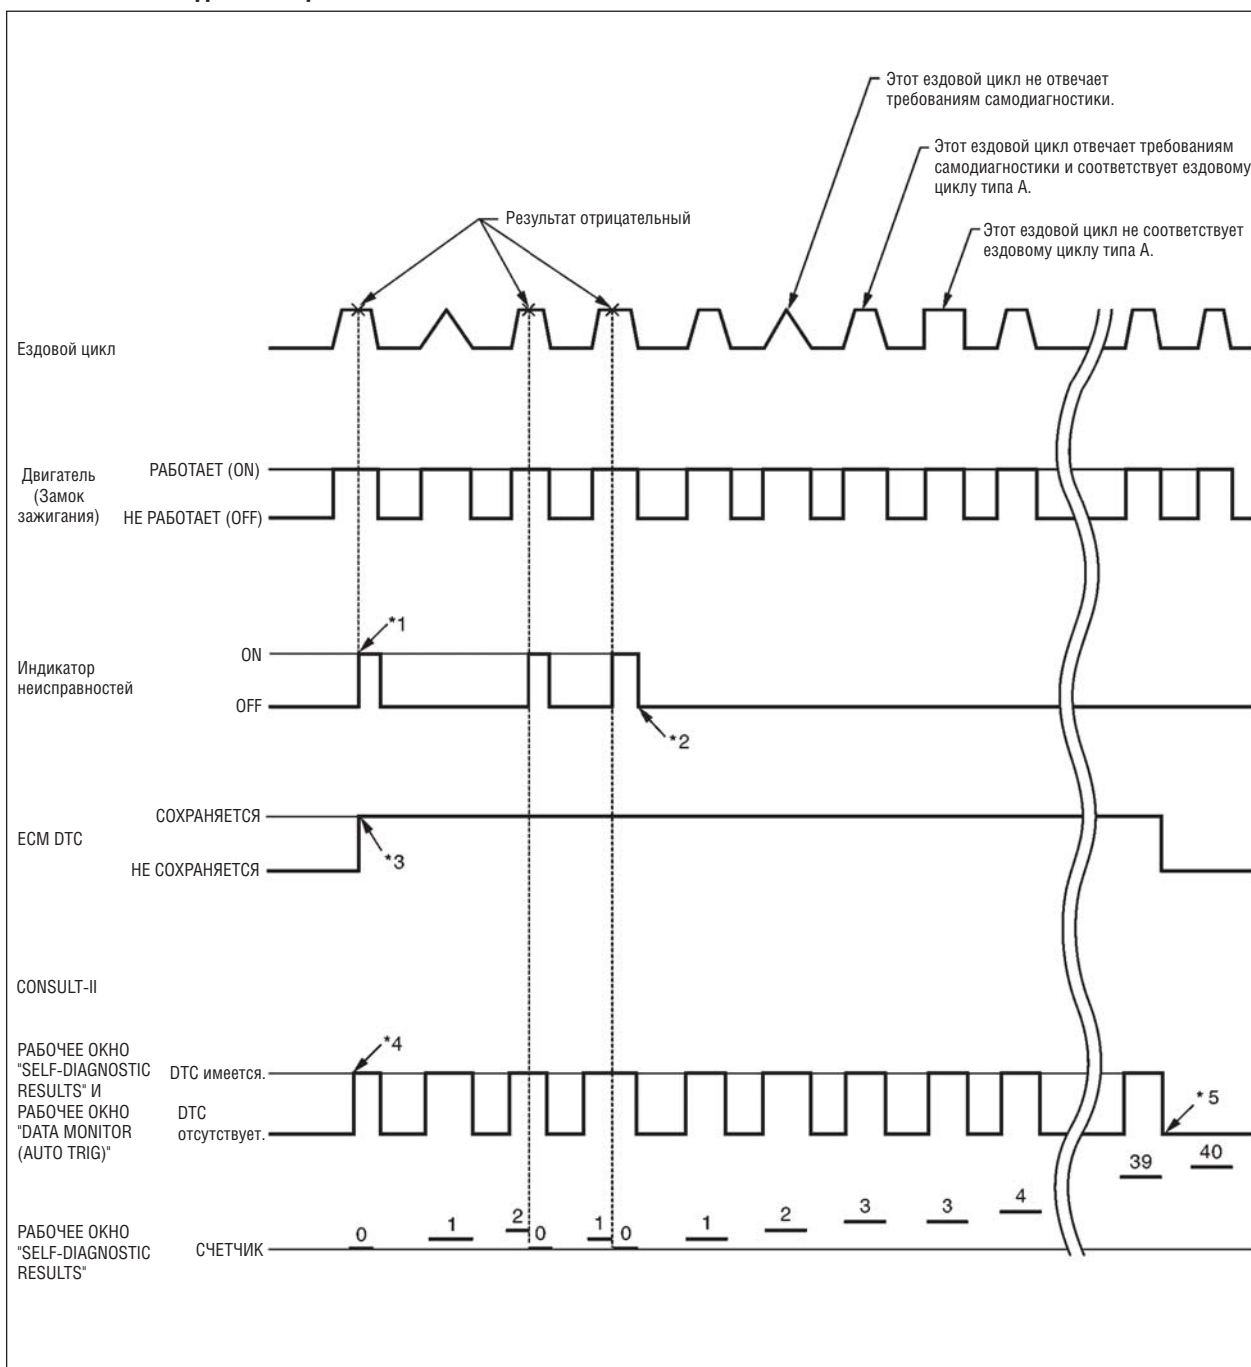 Этот ездовой цикл не отвечает
требованиям самодиагностики.
Этот ездовой цикл отвечает требованиям
самодиагностики и соответствует ездовому
циклу типа А.
Результат отрицательный
Этот ездовой цикл не соответствует
ездовому циклу типа А.
Ездовой цикл
Двигатель
(Замок
зажигания)
РАБОТАЕТ (ON)
НЕ РАБОТАЕТ (OFF)
*1
Индикатор
неисправностей
ON
OFF
*2
ECM DTC
СОХРАНЯЕТСЯ
НЕ СОХРАНЯЕТСЯ
*3
CONSULT-II
РАБОЧЕЕ ОКНО
"SELF-DIAGNOSTIC
RESULTS" И
РАБОЧЕЕ ОКНО
"DATA MONITOR
(AUTO TRIG)"
DTC имеется.
DTC
отсутствует.
*4
*5
РАБОЧЕЕ ОКНО
"SELF-DIAGNOSTIC
RESULTS"
СЧЕТЧИК
0 1 2 0 1 0 1 2 3 3 4 39 40